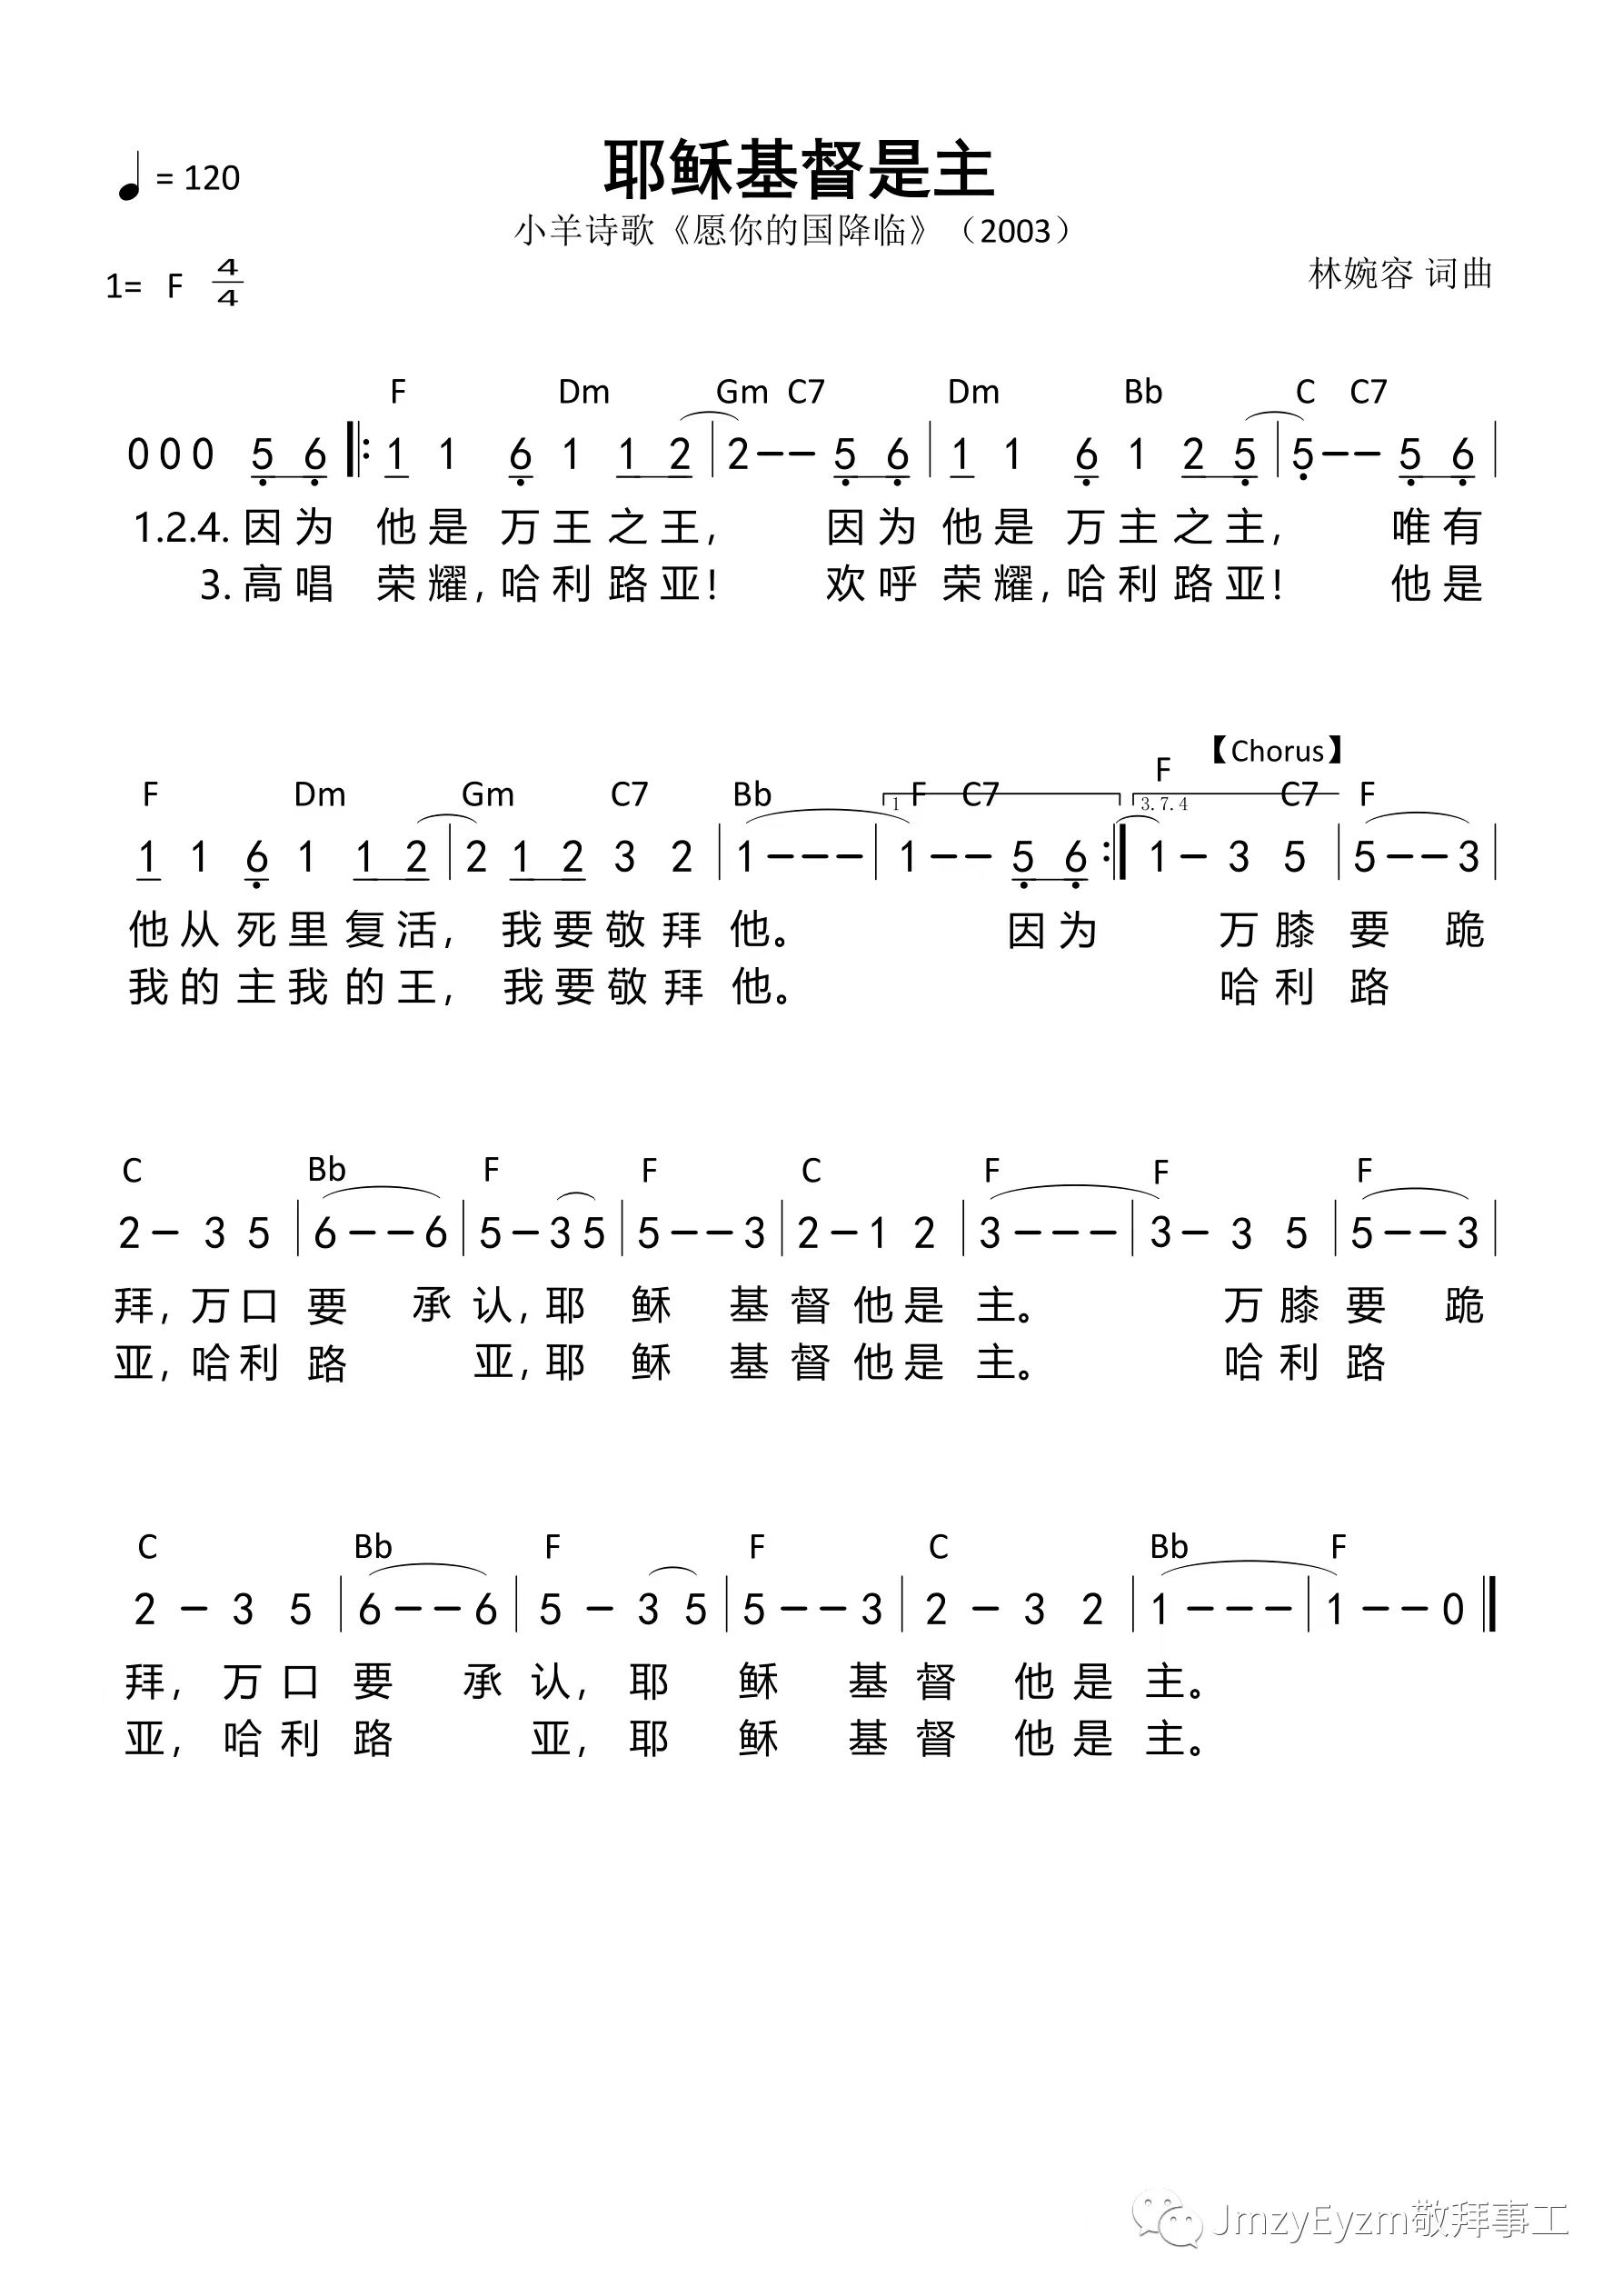 耶稣基督是主
= 120
小羊诗歌《愿你的国降临》（2003）
1= F 4/4
林婉容 词曲
F Dm Gm C7 Dm Bb C C7
0 0 0 5 6 1 1 6 1 1 2 2 – – 5 6 1 1 6 1 2 5 5 – – 5 6
1.2.4. 因为 他是 万王之王, 因为 他是 万主之主, 唯有
3. 高唱 荣耀, 哈利路亚! 欢呼 荣耀, 哈利路亚! 他是
【Chorus】
F Dm Gm C7 Bb F C7 F C7 F
1 3.7.4
1 1 6 1 1 2 2 1 2 3 2 1 – – – 1 – – 5 6 1 – 3 5 5 – – 3
他从死里复活, 我要敬拜他。 因为 万膝要 跪
我的主我的王, 我要敬拜他。 哈利路
C Bb F F C F F F
2 – 3 5 6 – – 6 5 – 3 5 5 – – 3 2 – 1 2 3 – – – 3 – 3 5 5 – – 3
拜, 万口要 承认, 耶 稣 基督他是主。 万膝要 跪
亚, 哈利路 亚, 耶 稣 基督他是主。 哈利路
C Bb F F C Bb F
2 – 3 5 6 – – 6 5 – 3 5 5 – – 3 2 – 3 2 1 – – – 1 – – 0
拜, 万口要 承认, 耶 稣 基督 他是主。
亚, 哈利路 亚, 耶 稣 基督 他是主。
JmzyEyzm敬拜事工